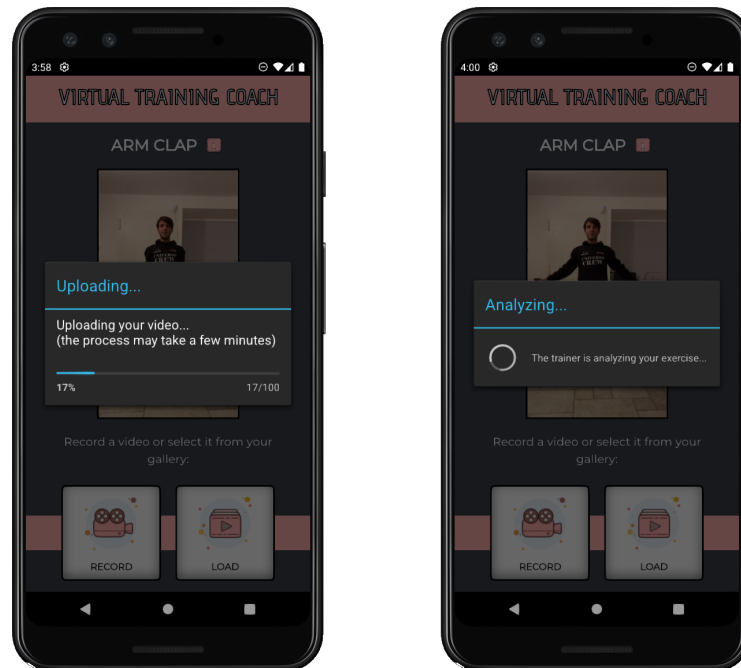 3:58
VIRTUAL TRAINING COACH
ARM CLAP
Uploading...
Uploading your video...
(the process may take a few minutes)
17%
17/100
Record a video or select it from your
gallery:
RECORD
LOAD
4:00
VIRTUAL TRAINING COACH
ARM CLAP
CREW
Analyzing...
The trainer is analyzing your exercise...
Record a video or select it from your
gallery:
RECORD
LOAD